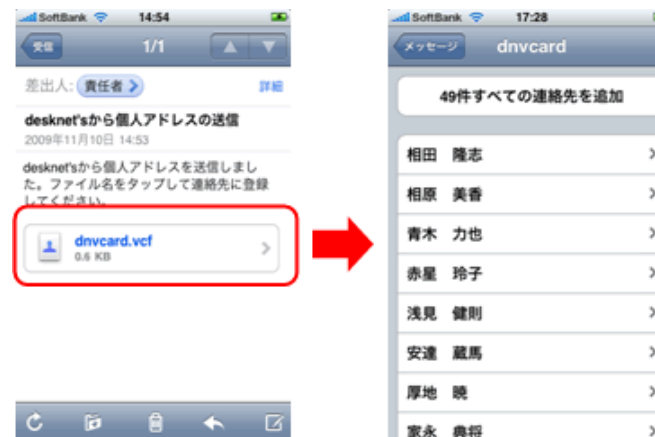 SoftBank 14:54
受信 1/1
差出人: 責任者 詳細
desknet'sから個人アドレスの送信
2009年11月10日 14:53
desknet'sから個人アドレスを送信しまし
た。ファイル名をタップして連絡先に登録
してください。
dnvcard.vcf
0.6 KB
SoftBank 17:28
メッセージ dnvcard
49件すべての連絡先を追加
相田 隆志
相原 美香
青木 力也
赤星 玲子
浅見 健則
安達 蔵馬
厚地 暁
家永 典将